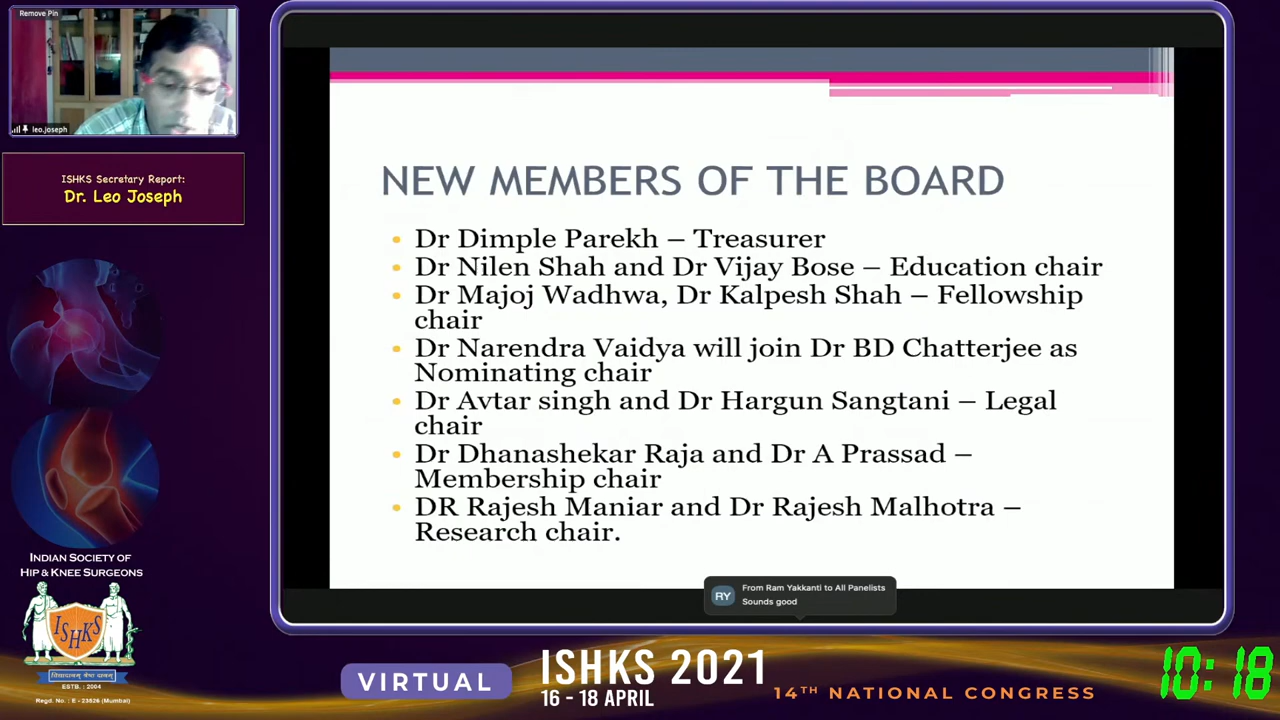 Remove Pin
leo.joseph
ISHKS Secretary Report:
Dr. Leo Joseph
INDIAN SOCIETY OF
HIP & KNEE SURGEONS
ISHKS
ESTB. : 2004
Regd. No. : E - 23526 (Mumbai)
NEW MEMBERS OF THE BOARD
• Dr Dimple Parekh – Treasurer
• Dr Nilen Shah and Dr Vijay Bose – Education chair
• Dr Majoj Wadhwa, Dr Kalpesh Shah – Fellowship
chair
• Dr Narendra Vaidya will join Dr BD Chatterjee as
Nominating chair
• Dr Avtar singh and Dr Hargun Sangtani – Legal
chair
• Dr Dhanashekar Raja and Dr A Prassad –
Membership chair
• DR Rajesh Maniar and Dr Rajesh Malhotra –
Research chair.
RY
From Ram Yakkanti to All Panelists
Sounds good
VIRTUAL
ISHKS 2021
16 - 18 APRIL
14TH NATIONAL CONGRESS
10:18